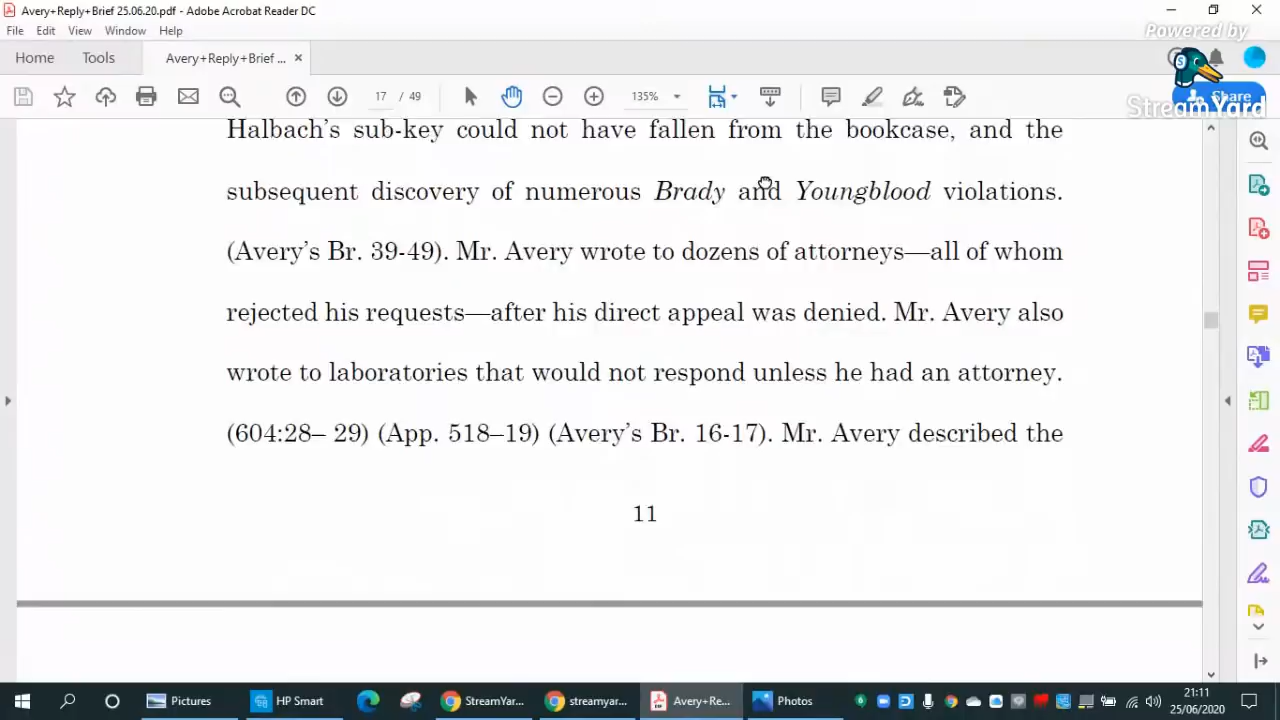 Avery+Reply+Brief 25.06.20.pdf - Adobe Acrobat Reader DC
File Edit View Window Help
Powered by
Home Tools Avery+Reply+Brief ... ×
StreamYard
17 / 49 135% Share
Halbach’s sub-key could not have fallen from the bookcase, and the
subsequent discovery of numerous Brady and Youngblood violations.
(Avery’s Br. 39-49). Mr. Avery wrote to dozens of attorneys—all of whom
rejected his requests—after his direct appeal was denied. Mr. Avery also
wrote to laboratories that would not respond unless he had an attorney.
(604:28– 29) (App. 518–19) (Avery’s Br. 16-17). Mr. Avery described the
11
Pictures HP Smart StreamYar... streamyar... Avery+Re... Photos
21:11
25/06/2020